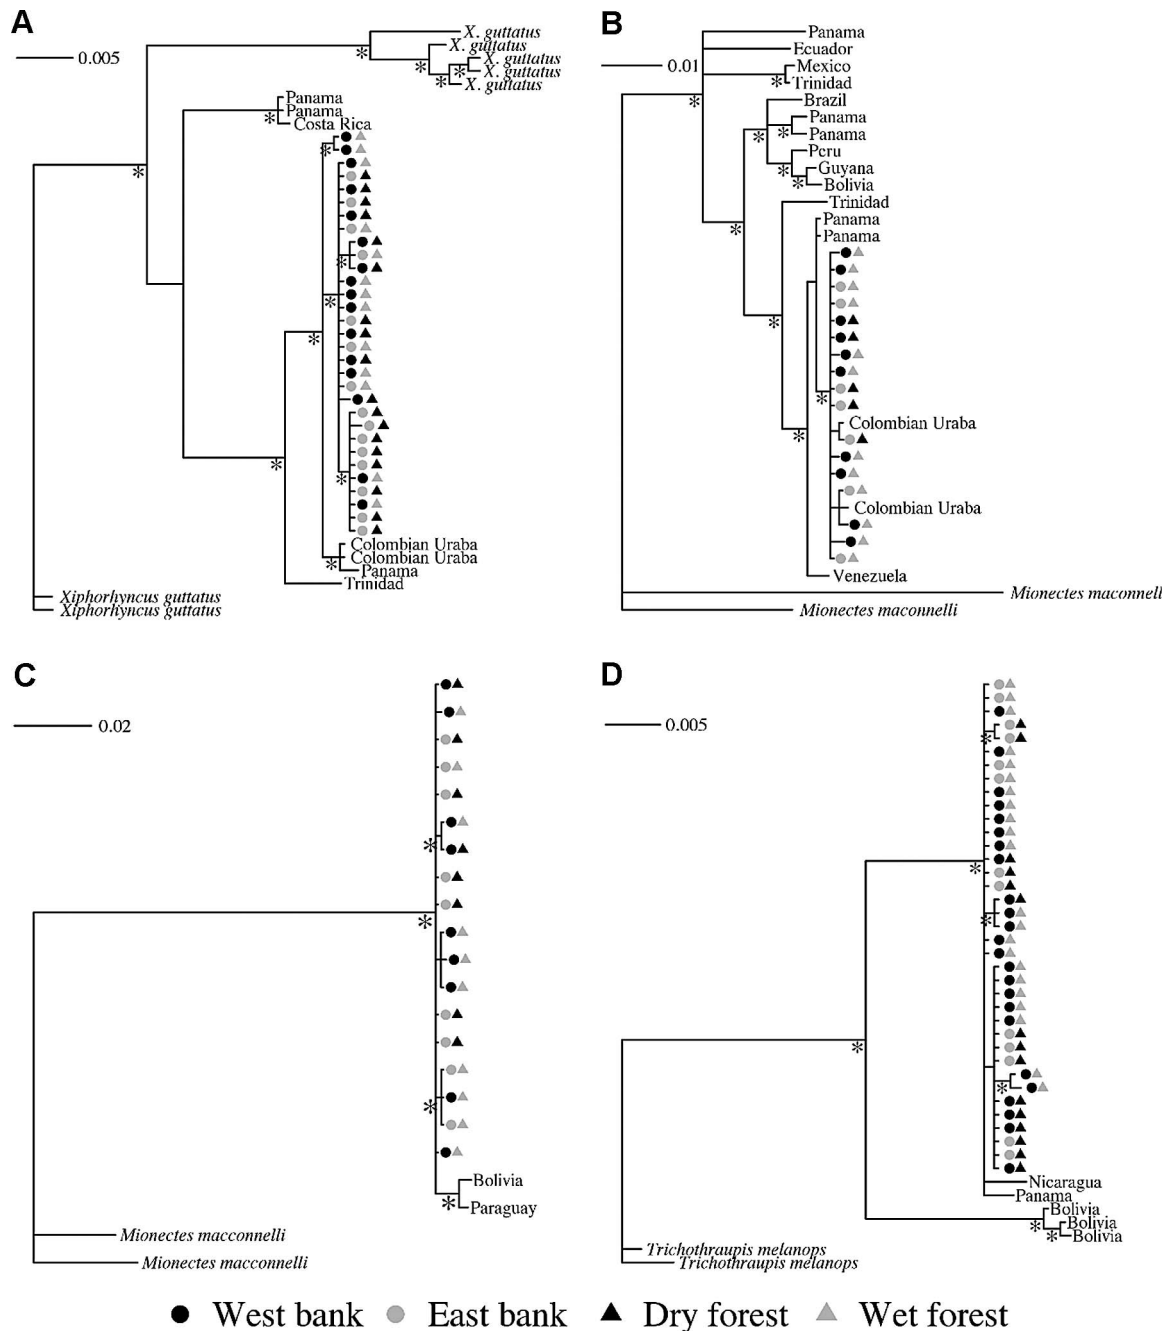 A
0.005
X. guttatus
X. guttatus
X. guttatus
X. guttatus
X. guttatus
Panama
Panama
Costa Rica
Colombian Uraba
Colombian Uraba
Panama
Trinidad
Xiphorhyncus guttatus
Xiphorhyncus guttatus
B
0.01
Panama
Ecuador
Mexico
Trinidad
Brazil
Panama
Panama
Peru
Guyana
Bolivia
Trinidad
Panama
Panama
Colombian Uraba
Colombian Uraba
Venezuela
Mionectes maconnell
Mionectes maconnelli
C
0.02
Bolivia
Paraguay
Mionectes macconnelli
Mionectes macconnelli
D
0.005
Nicaragua
Panama
Bolivia
Bolivia
Bolivia
Trichothraupis melanops
Trichothraupis melanops
West bank East bank Dry forest Wet forest